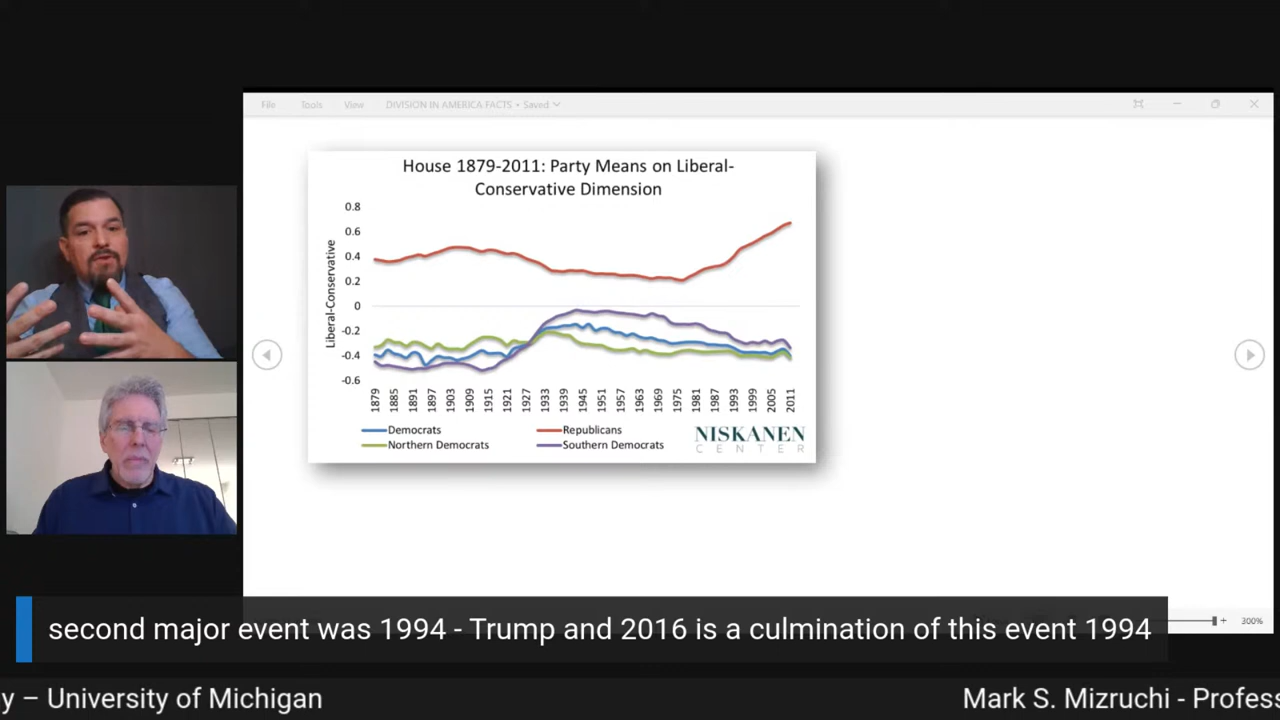 File Tools View DIVISION IN AMERICA FACTS • Saved
House 1879-2011: Party Means on Liberal-
Conservative Dimension
Liberal-Conservative
0.8
0.6
0.4
0.2
0
-0.2
-0.4
-0.6
1879 1885 1891 1897 1903 1909 1915 1921 1927 1933 1939 1945 1951 1957 1963 1969 1975 1981 1987 1993 1999 2005 2011
Democrats Republicans
Northern Democrats Southern Democrats
NISKANEN
CENTER
300%
second major event was 1994 - Trump and 2016 is a culmination of this event 1994
y – University of Michigan Mark S. Mizruchi - Profess